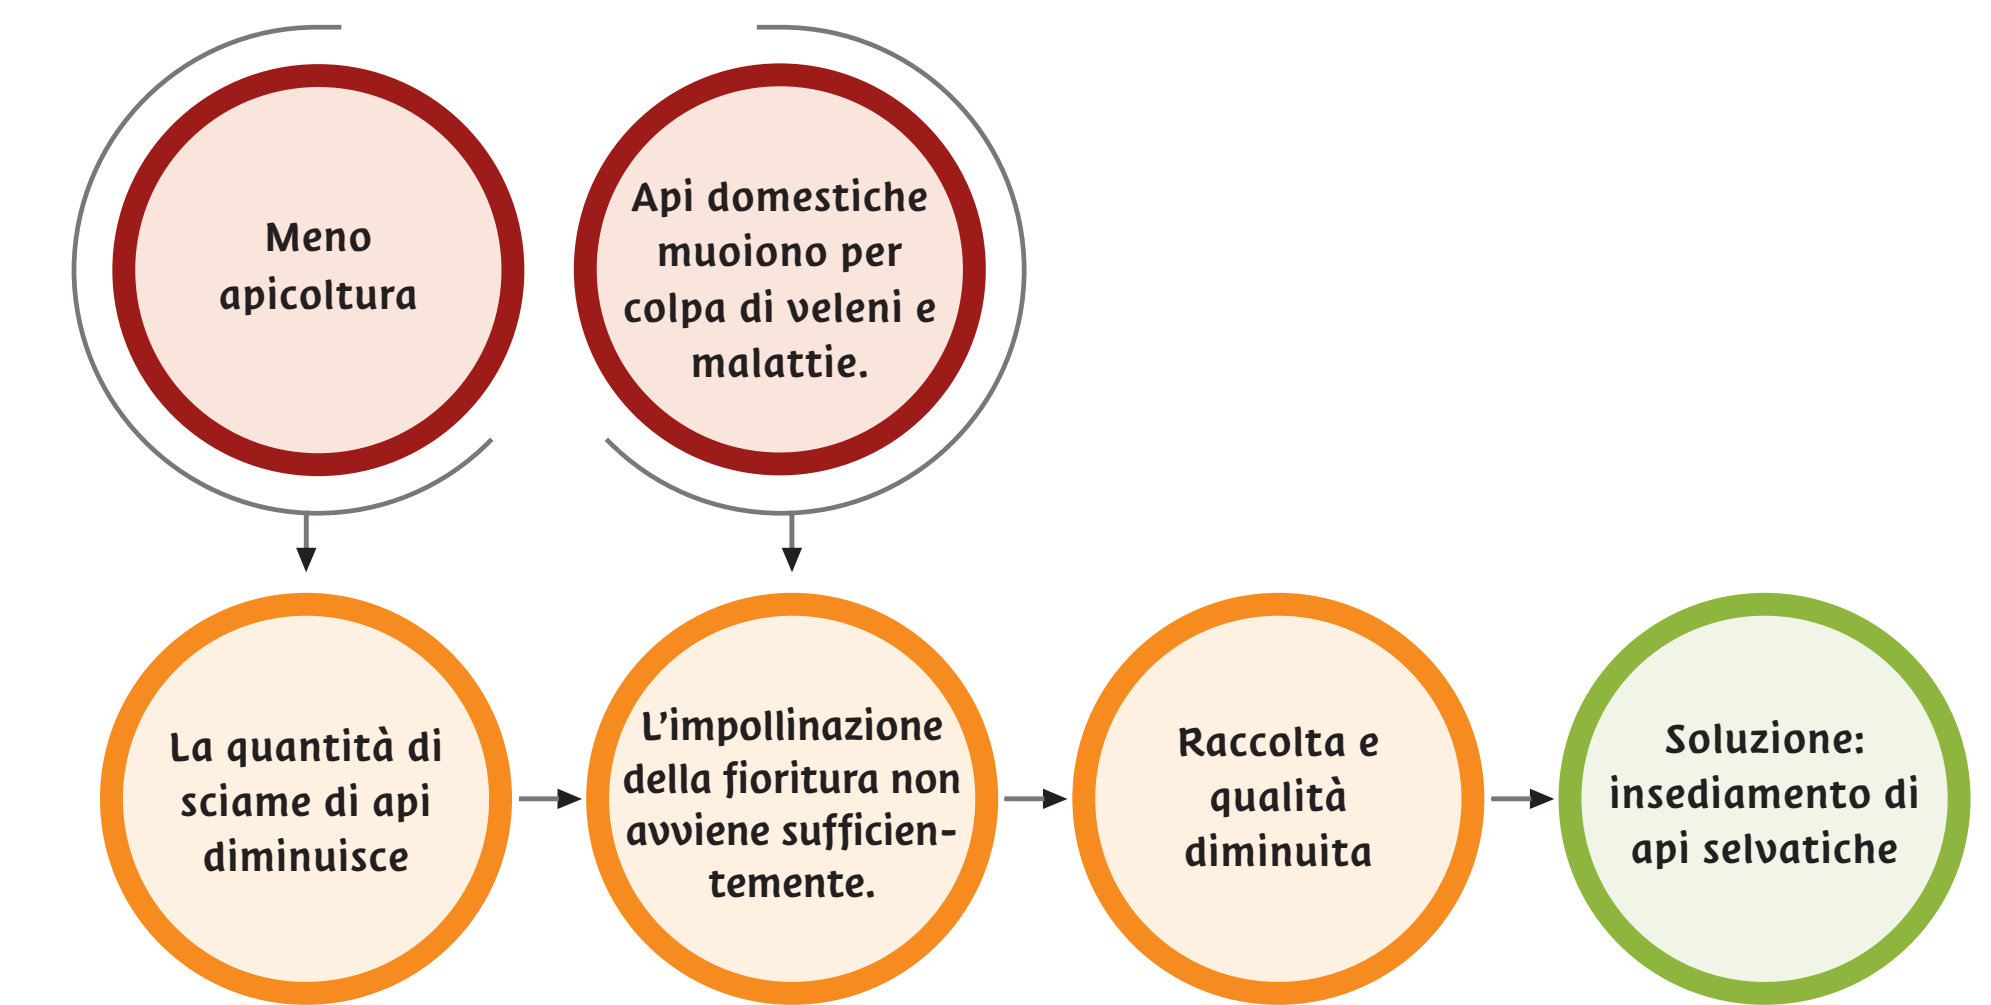 Meno
apicoltura
Api domestiche
muoiono per
colpa di veleni e
malattie.
La quantità di
sciame di api
diminuisce
L'impollinazione
della fioritura non
avviene sufficien-
temente.
Raccolta e
qualità
diminuita
Soluzione:
insediamento di
api selvatiche